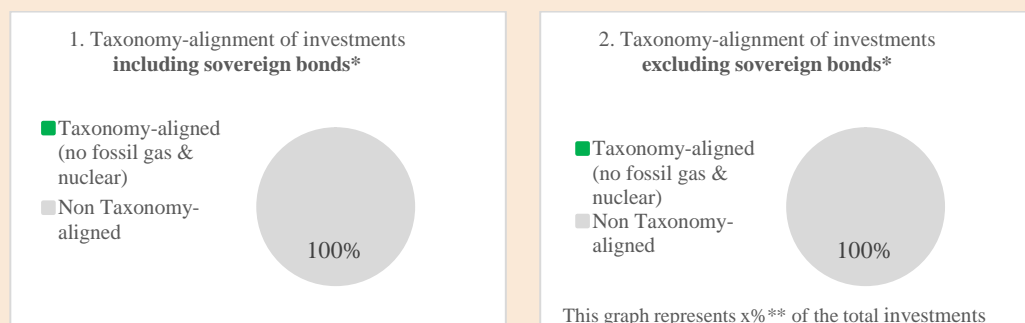 1. Taxonomy-alignment of investments
including sovereign bonds*
Taxonomy-aligned
(no fossil gas &
nuclear)
Non Taxonomy-
aligned
100%
2. Taxonomy-alignment of investments
excluding sovereign bonds*
Taxonomy-aligned
(no fossil gas &
nuclear)
Non Taxonomy-
aligned
100%
This graph represents x%** of the total investments